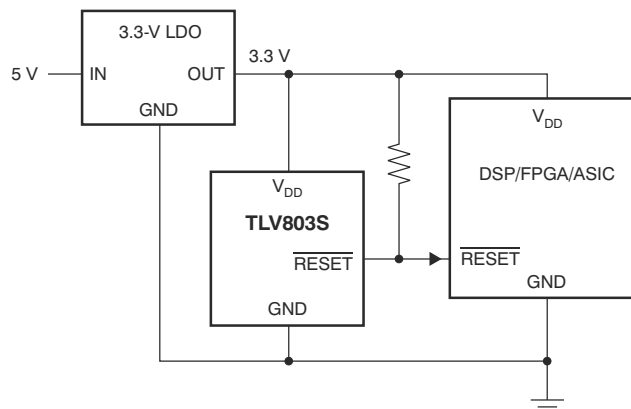 3.3-V LDO
5 V
IN
OUT
3.3 V
GND
V_DD
DSP/FPGA/ASIC
V_DD
TLV803S
RESET
RESET
GND
GND